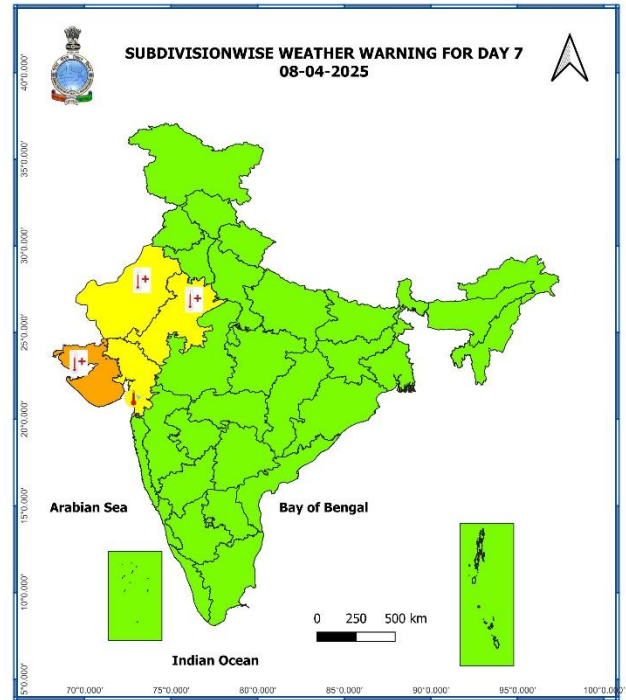 SUBDIVISIONWISE WEATHER WARNING FOR DAY 7
08-04-2025
40°0.000'
35°0.000'
30°0.000'
25°0.000'
20°0.000'
15°0.000'
10°0.000'
5°0.000'
Arabian Sea
Bay of Bengal
0 250 500 km
Indian Ocean
70°0.000' 75°0.000' 80°0.000' 85°0.000' 90°0.000' 95°0.000' 100°0.000'